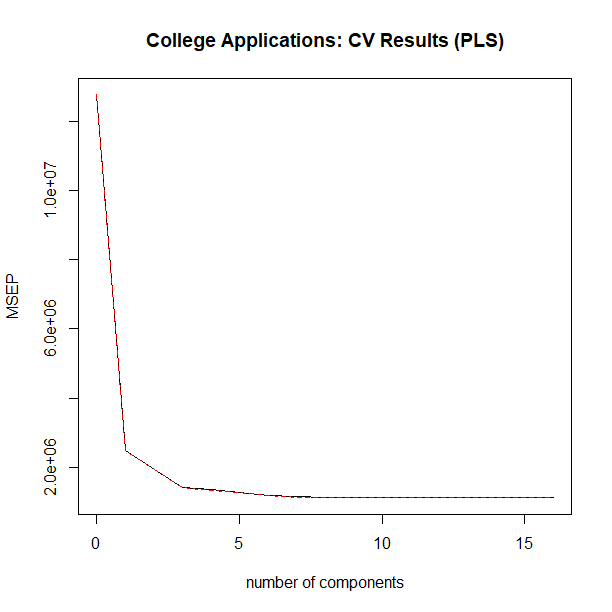 College Applications: CV Results (PLS)
MSEP
1.0e+07
6.0e+06
2.0e+06
0 5 10 15
number of components